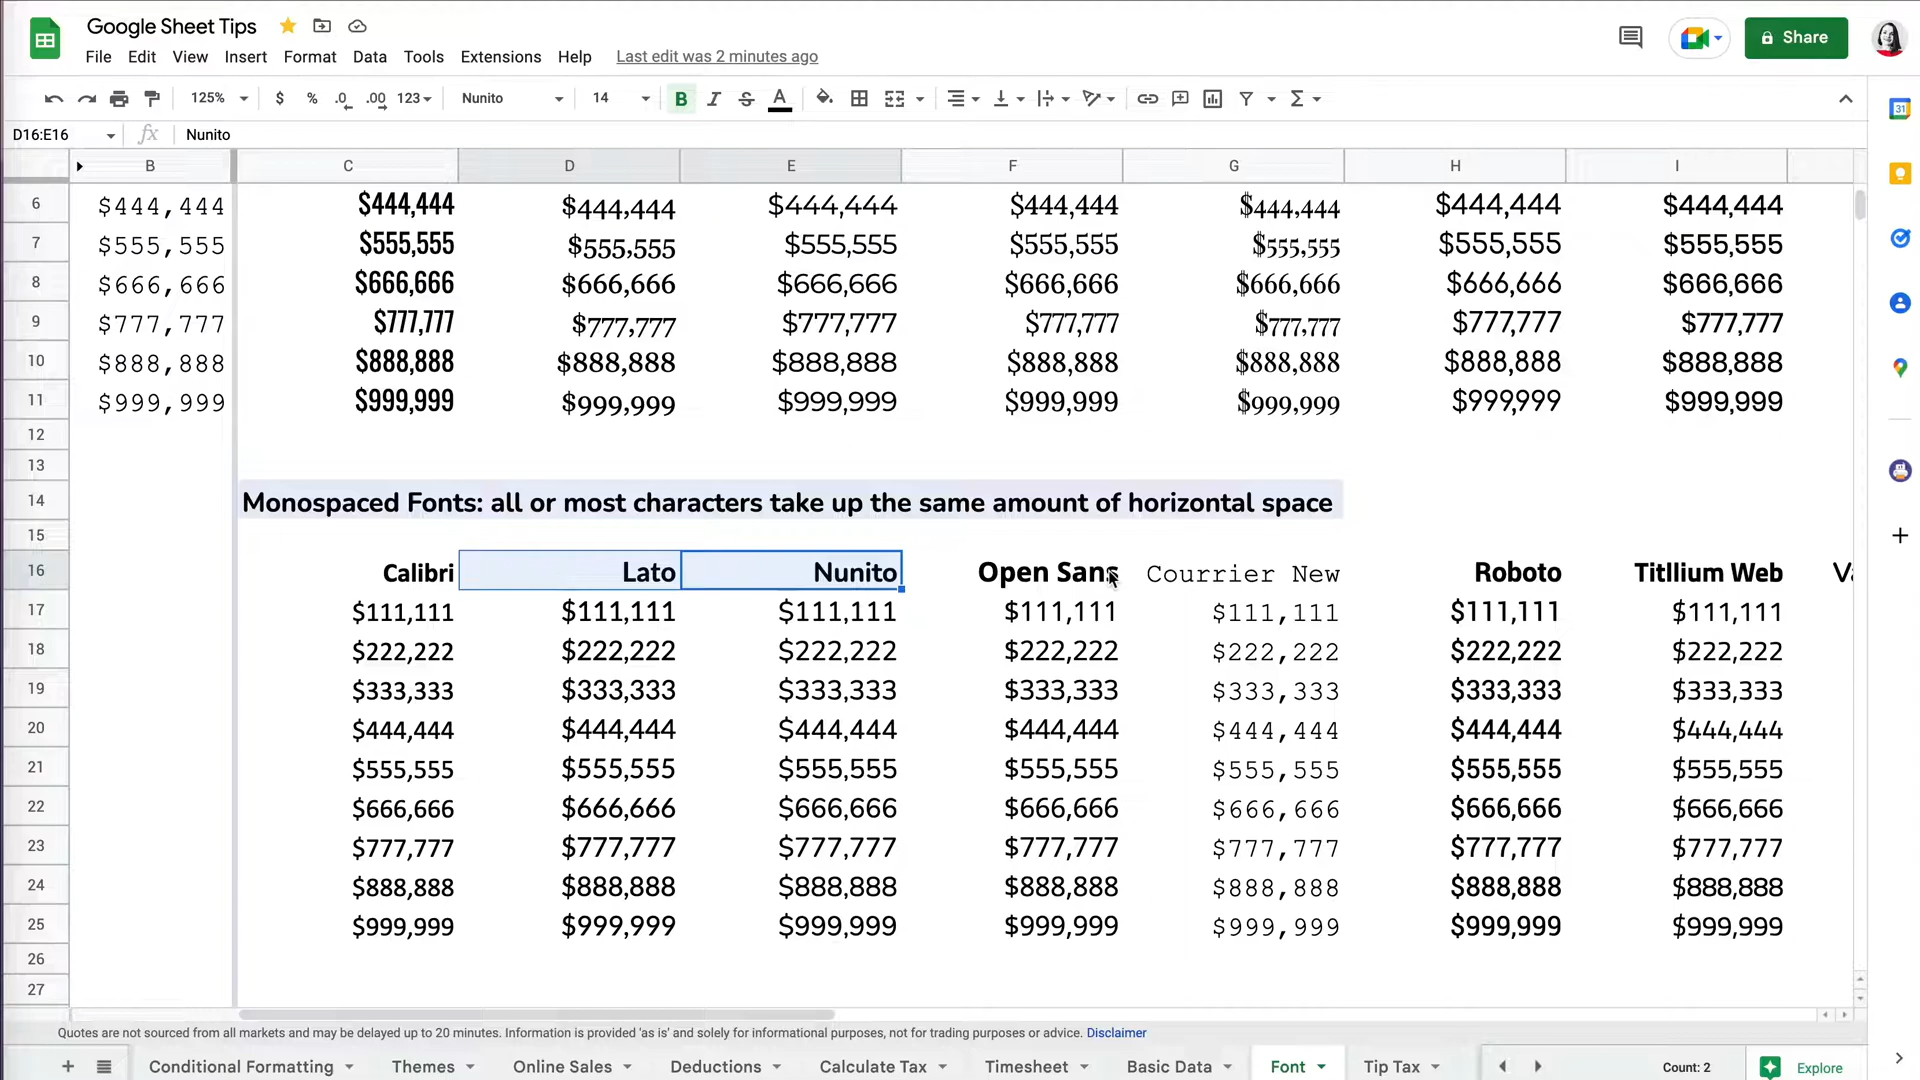 Google Sheet Tips
Share
File Edit View Insert Format Data Tools Extensions Help Last edit was 2 minutes ago
125% $ % .0 .00 123 Nunito 14 B I S A
D16:E16 fx Nunito
B C D E F G H I
6 $444,444 $444,444 $444,444 $444,444 $444,444 $444,444 $444,444 $444,444
7 $555,555 $555,555 $555,555 $555,555 $555,555 $555,555 $555,555 $555,555
8 $666,666 $666,666 $666,666 $666,666 $666,666 $666,666 $666,666 $666,666
9 $777,777 $777,777 $777,777 $777,777 $777,777 $777,777 $777,777 $777,777
10 $888,888 $888,888 $888,888 $888,888 $888,888 $888,888 $888,888 $888,888
11 $999,999 $999,999 $999,999 $999,999 $999,999 $999,999 $999,999 $999,999
12
13
14 Monospaced Fonts: all or most characters take up the same amount of horizontal space
15
16 Calibri Lato Nunito Open Sans Courrier New Roboto Titllium Web
17 $111,111 $111,111 $111,111 $111,111 $111,111 $111,111 $111,111
18 $222,222 $222,222 $222,222 $222,222 $222,222 $222,222 $222,222
19 $333,333 $333,333 $333,333 $333,333 $333,333 $333,333 $333,333
20 $444,444 $444,444 $444,444 $444,444 $444,444 $444,444 $444,444
21 $555,555 $555,555 $555,555 $555,555 $555,555 $555,555 $555,555
22 $666,666 $666,666 $666,666 $666,666 $666,666 $666,666 $666,666
23 $777,777 $777,777 $777,777 $777,777 $777,777 $777,777 $777,777
24 $888,888 $888,888 $888,888 $888,888 $888,888 $888,888 $888,888
25 $999,999 $999,999 $999,999 $999,999 $999,999 $999,999 $999,999
26
27
Quotes are not sourced from all markets and may be delayed up to 20 minutes. Information is provided 'as is' and solely for informational purposes, not for trading purposes or advice. Disclaimer
Conditional Formatting Themes Online Sales Deductions Calculate Tax Timesheet Basic Data Font Tip Tax Count: 2 Explore
31